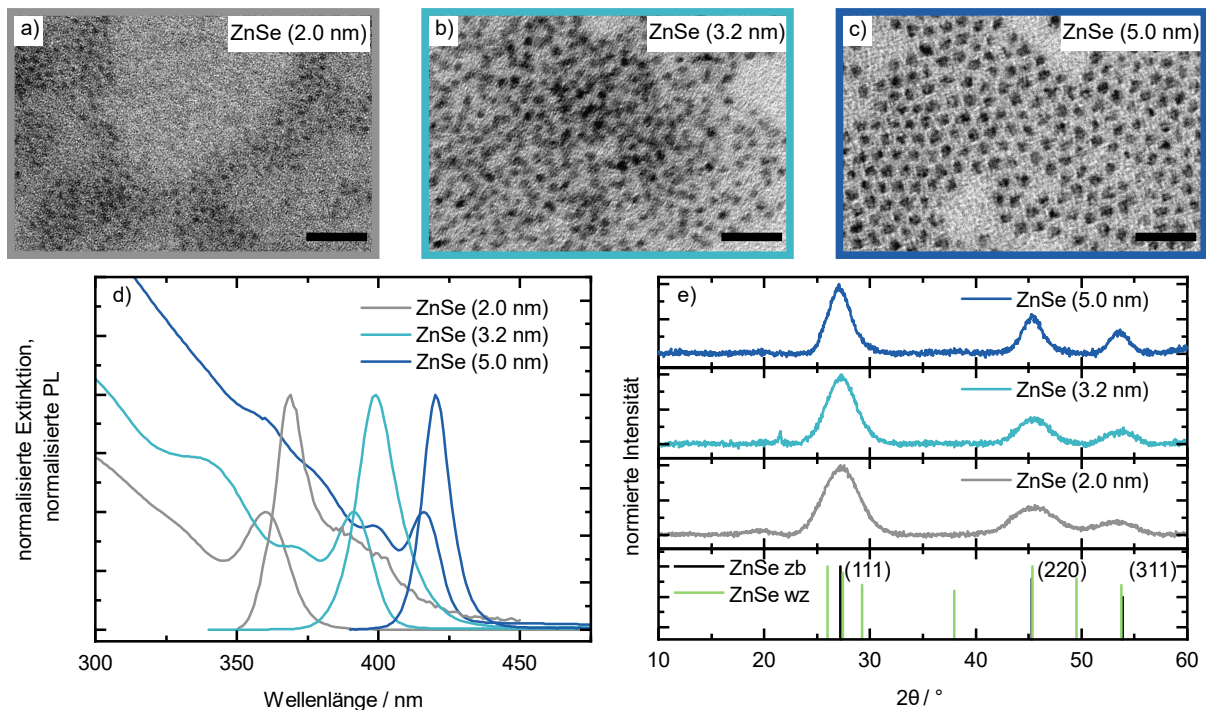 a)
ZnSe (2.0 nm)
b)
ZnSe (3.2 nm)
c)
ZnSe (5.0 nm)
d)
ZnSe (2.0 nm)
ZnSe (3.2 nm)
ZnSe (5.0 nm)
normalisierte Extinktion,
normalisierte PL
300
350
400
450
Wellenlänge / nm
e)
ZnSe (5.0 nm)
ZnSe (3.2 nm)
ZnSe (2.0 nm)
ZnSe zb
ZnSe wz
(111)
(220)
(311)
normierte Intensität
10
20
30
40
50
60
2θ / °